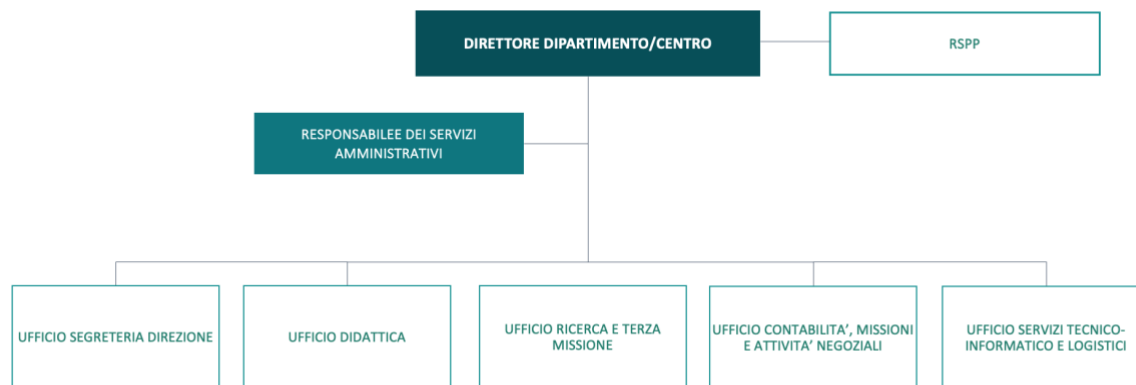 DIRETTORE DIPARTIMENTO/CENTRO
RSPP
RESPONSABILEE DEI SERVIZI
AMMINISTRATIVI
UFFICIO SEGRETERIA DIREZIONE
UFFICIO DIDATTICA
UFFICIO RICERCA E TERZA
MISSIONE
UFFICIO CONTABILITA’, MISSIONI
E ATTIVITA’ NEGOZIALI
UFFICIO SERVIZI TECNICO-
INFORMATICO E LOGISTICI